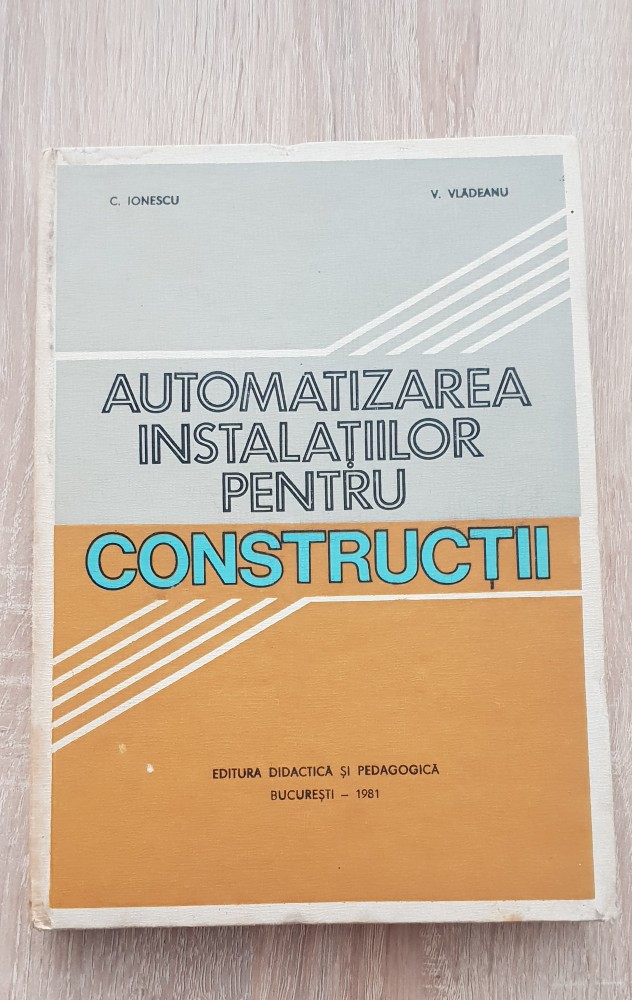 C. IONESCU
V. VLĂDEANU
AUTOMATIZAREA
INSTALAȚIILOR
PENTRU
CONSTRUCȚII
EDITURA DIDACTICĂ ȘI PEDAGOGICĂ
BUCUREȘTI – 1981